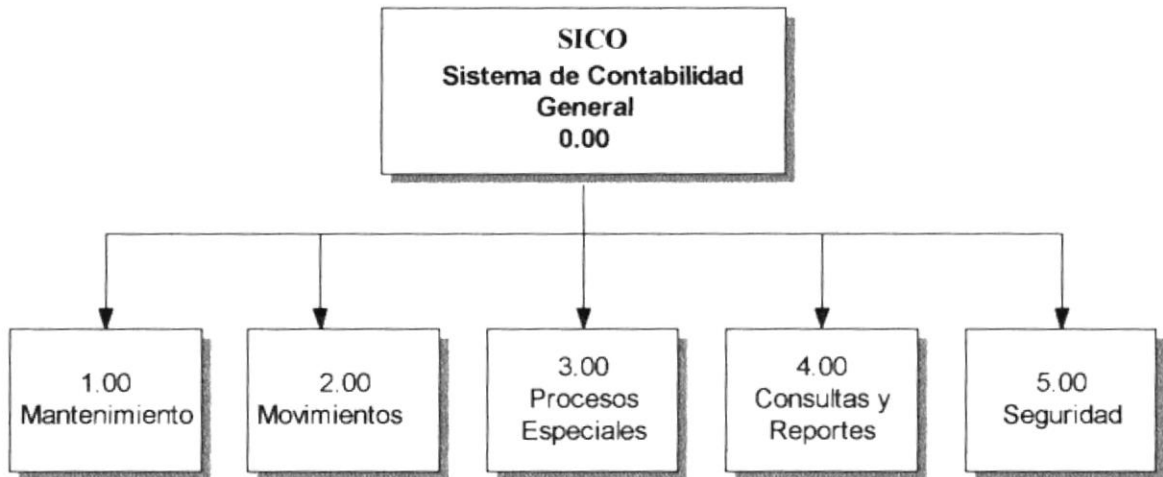 SICO
Sistema de Contabilidad
General
0.00
1.00
Mantenimiento
2.00
Movimientos
3.00
Procesos
Especiales
4.00
Consultas y
Reportes
5.00
Seguridad